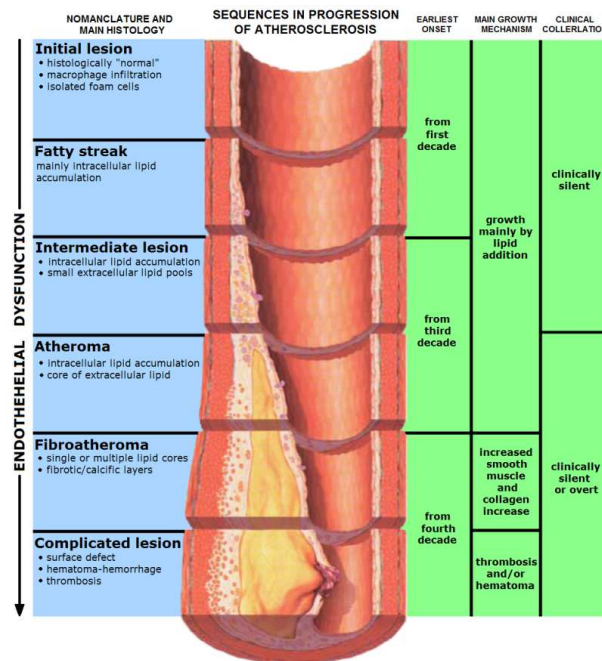 NOMANCLATURE AND
MAIN HISTOLOGY
SEQUENCES IN PROGRESSION
OF ATHEROSCLEROSIS
EARLIEST
ONSET
MAIN GROWTH
MECHANISM
CLINICAL
COLLERLATION
ENDOTHEHELIAL DYSFUNCTION
Initial lesion
• histologically "normal"
• macrophage infiltration
• isolated foam cells
Fatty streak
mainly intracellular lipid
accumulation
Intermediate lesion
• intracellular lipid accumulation
• small extracellular lipid pools
Atheroma
• intracellular lipid accumulation
• core of extracellular lipid
Fibroatheroma
• single or multiple lipid cores
• fibrotic/calcific layers
Complicated lesion
• surface defect
• hematoma-hemorrhage
• thrombosis
from
first
decade
from
third
decade
from
fourth
decade
growth
mainly by
lipid
addition
increased
smooth
muscle
and
collagen
increase
thrombosis
and/or
hematoma
clinically
silent
clinically
silent
or overt